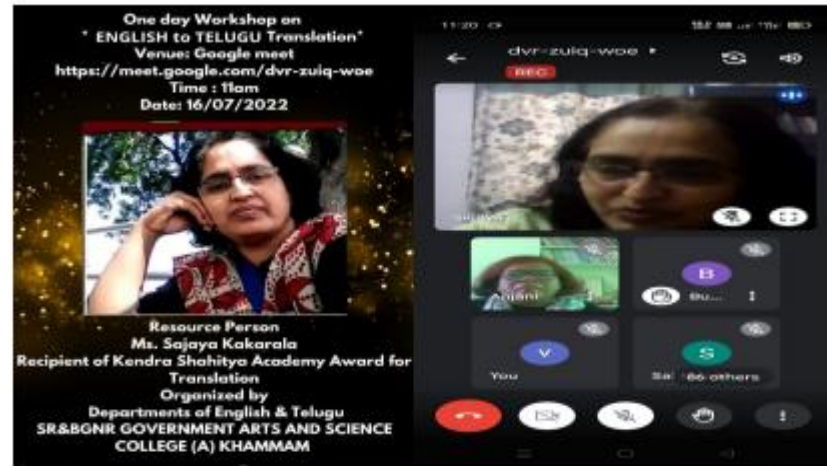 One day Workshop on
" ENGLISH to TELUGU Translation"
Venue: Google meet
https://meet.google.com/dvr-zuiq-woe
Time : 11am
Date: 16/07/2022
Resource Person
Ms. Sajaya Kakarala
Recipient of Kendra Shahitya Academy Award for
Translation
Organized by
Departments of English & Telugu
SR&BGNR GOVERNMENT ARTS AND SCIENCE
COLLEGE (A) KHAMMAM
11:20
dvr-zuiq-woe
REC
Anjani
B
Bu...
V
You
S
86 others